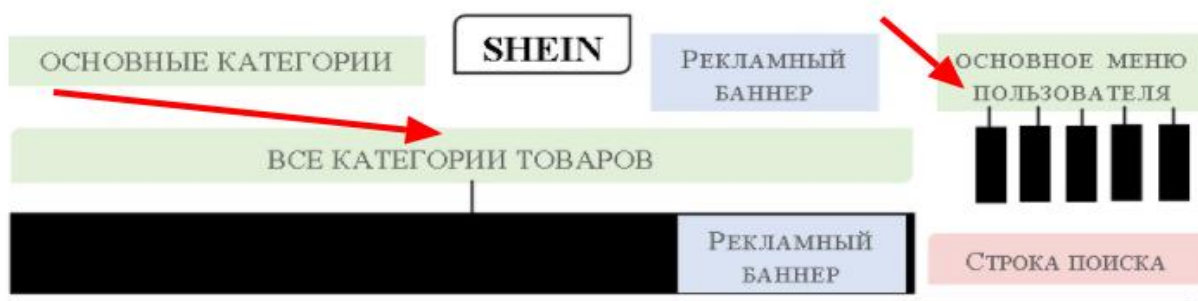 ОСНОВНЫЕ КАТЕГОРИИ
SHEIN
РЕКЛАМНЫЙ
БАННЕР
ОСНОВНОЕ МЕНЮ
ПОЛЬЗОВАТЕЛЯ
ВСЕ КАТЕГОРИИ ТОВАРОВ
РЕКЛАМНЫЙ
БАННЕР
СТРОКА ПОИСКА